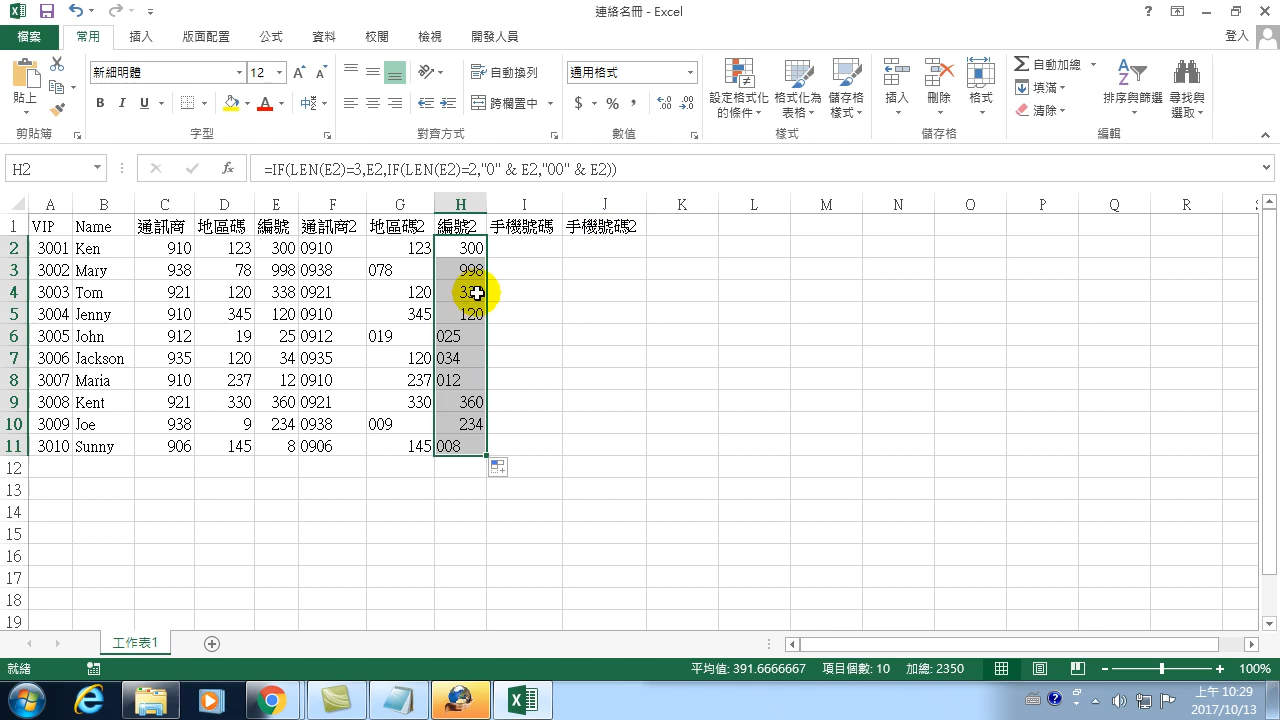 連絡名冊 - Excel
檔案 常用 插入 版面配置 公式 資料 校閱 檢視 開發人員 登入
貼上 新細明體 12 B I U A 中 自動換列 跨欄置中 通用格式 $ % , 設定格式化的條件 格式化為表格 儲存格樣式 插入 刪除 格式 自動加總 填滿 清除 排序與篩選 尋找與選取
剪貼簿 字型 對齊方式 數值 樣式 儲存格 編輯
H2 fx =IF(LEN(E2)=3,E2,IF(LEN(E2)=2,"0" & E2,"00" & E2))
A B C D E F G H I J K L M N O P Q R
1 VIP Name 通訊商 地區碼 編號 通訊商2 地區碼2 編號2 手機號碼 手機號碼2
2 3001 Ken 910 123 300 0910 123 300
3 3002 Mary 938 78 998 0938 078 998
4 3003 Tom 921 120 338 0921 120
5 3004 Jenny 910 345 120 0910 345 120
6 3005 John 912 19 25 0912 019 025
7 3006 Jackson 935 120 34 0935 120 034
8 3007 Maria 910 237 12 0910 237 012
9 3008 Kent 921 330 360 0921 330 360
10 3009 Joe 938 9 234 0938 009 234
11 3010 Sunny 906 145 8 0906 145 008
12
13
14
15
16
17
18
19
工作表1
就緒 平均值: 391.6666667 項目個數: 10 加總: 2350 100%
上午 10:29
2017/10/13